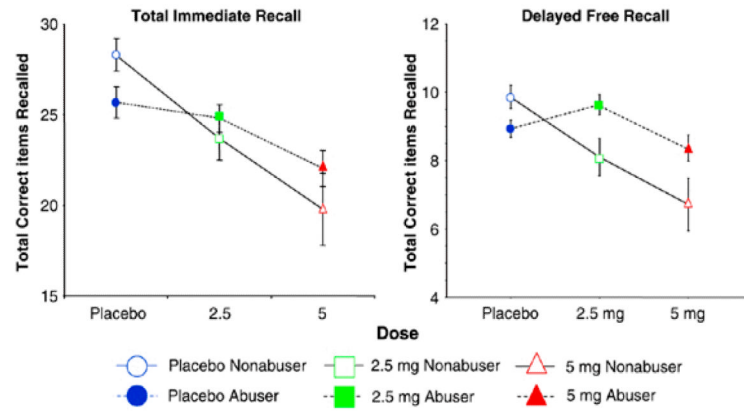 Total Immediate Recall
Total Correct items Recalled
30
25
20
15
Placebo
2.5
5
Delayed Free Recall
Total Correct items Recalled
12
10
8
6
4
Placebo
2.5 mg
5 mg
Dose
Placebo Nonabuser
2.5 mg Nonabuser
5 mg Nonabuser
Placebo Abuser
2.5 mg Abuser
5 mg Abuser